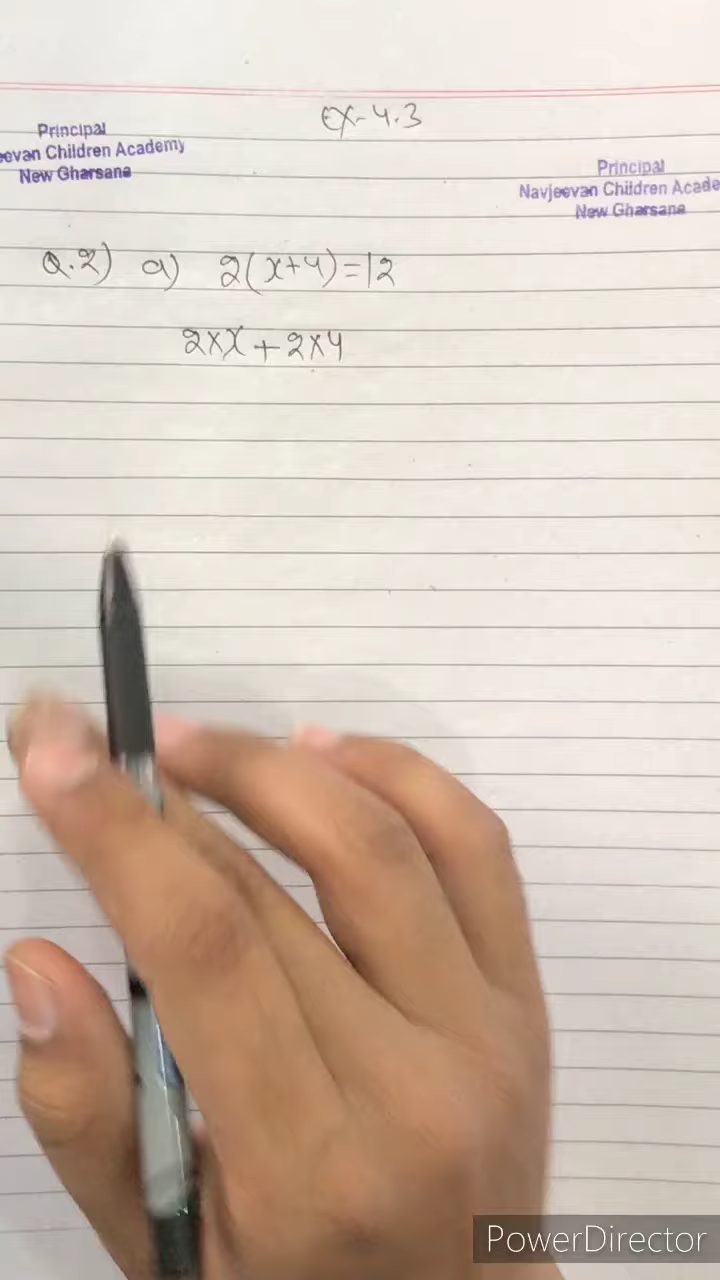 Ex-4.3
Principal
eevan Children Academy
New Gharsana
Principal
Navjeevan Children Acade
New Gharsana
Q.2) a) 2(x+4)=12
2×x+2×4
PowerDirector